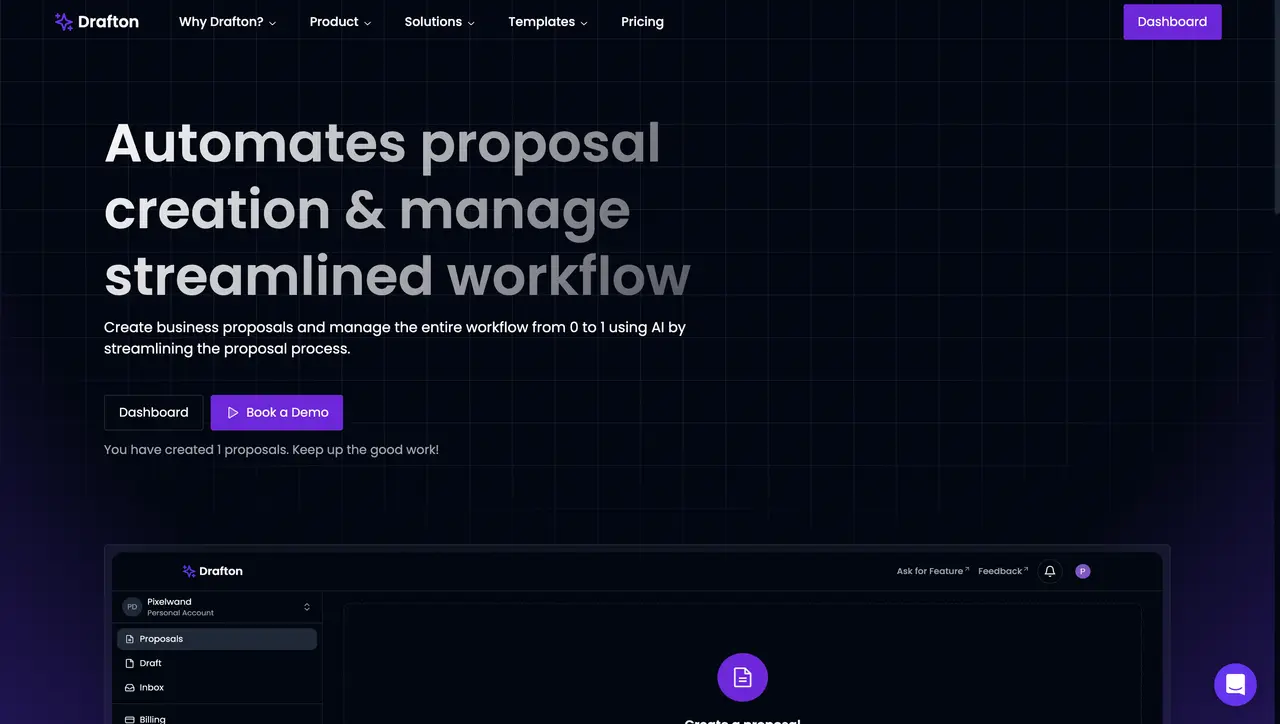 Drafton Why Drafton? Product Solutions Templates Pricing Dashboard
Automates proposal
creation & manage
streamlined workflow
Create business proposals and manage the entire workflow from 0 to 1 using AI by
streamlining the proposal process.
Dashboard Book a Demo
You have created 1 proposals. Keep up the good work!
Drafton Ask for Feature Feedback P
PD Pixelwand
Personal Account
Proposals
Draft
Inbox
Billing
Create a proposal